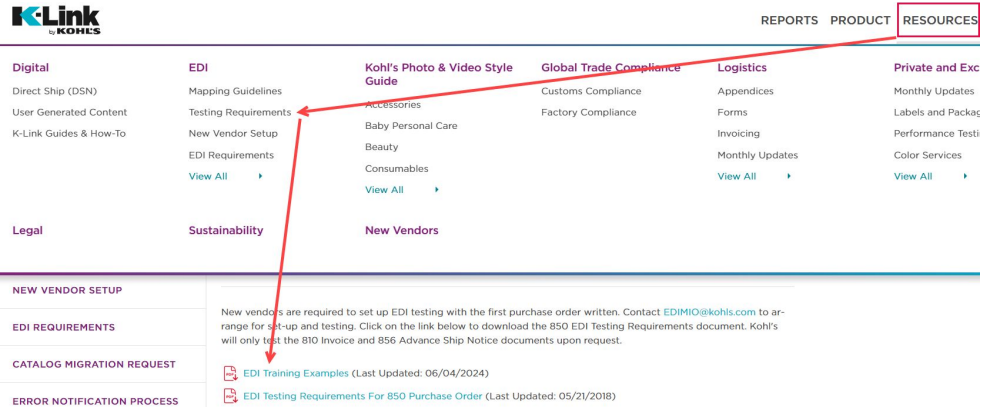 K-Link
by KOHL'S
REPORTS PRODUCT RESOURCES
Digital
Direct Ship (DSN)
User Generated Content
K-Link Guides & How-To
EDI
Mapping Guidelines
Testing Requirements
New Vendor Setup
EDI Requirements
View All
Kohl's Photo & Video Style
Guide
Accessories
Baby Personal Care
Beauty
Consumables
View All
Global Trade Compliance
Customs Compliance
Factory Compliance
Logistics
Appendices
Forms
Invoicing
Monthly Updates
View All
Private and Exc
Monthly Updates
Labels and Packag
Performance Testi
Color Services
View All
Legal
Sustainability
New Vendors
NEW VENDOR SETUP
EDI REQUIREMENTS
CATALOG MIGRATION REQUEST
ERROR NOTIFICATION PROCESS
New vendors are required to set up EDI testing with the first purchase order written. Contact EDIMIO@kohls.com to ar-
range for set-up and testing. Click on the link below to download the 850 EDI Testing Requirements document. Kohl's
will only test the 810 Invoice and 856 Advance Ship Notice documents upon request.
PDF EDI Training Examples (Last Updated: 06/04/2024)
PDF EDI Testing Requirements For 850 Purchase Order (Last Updated: 05/21/2018)